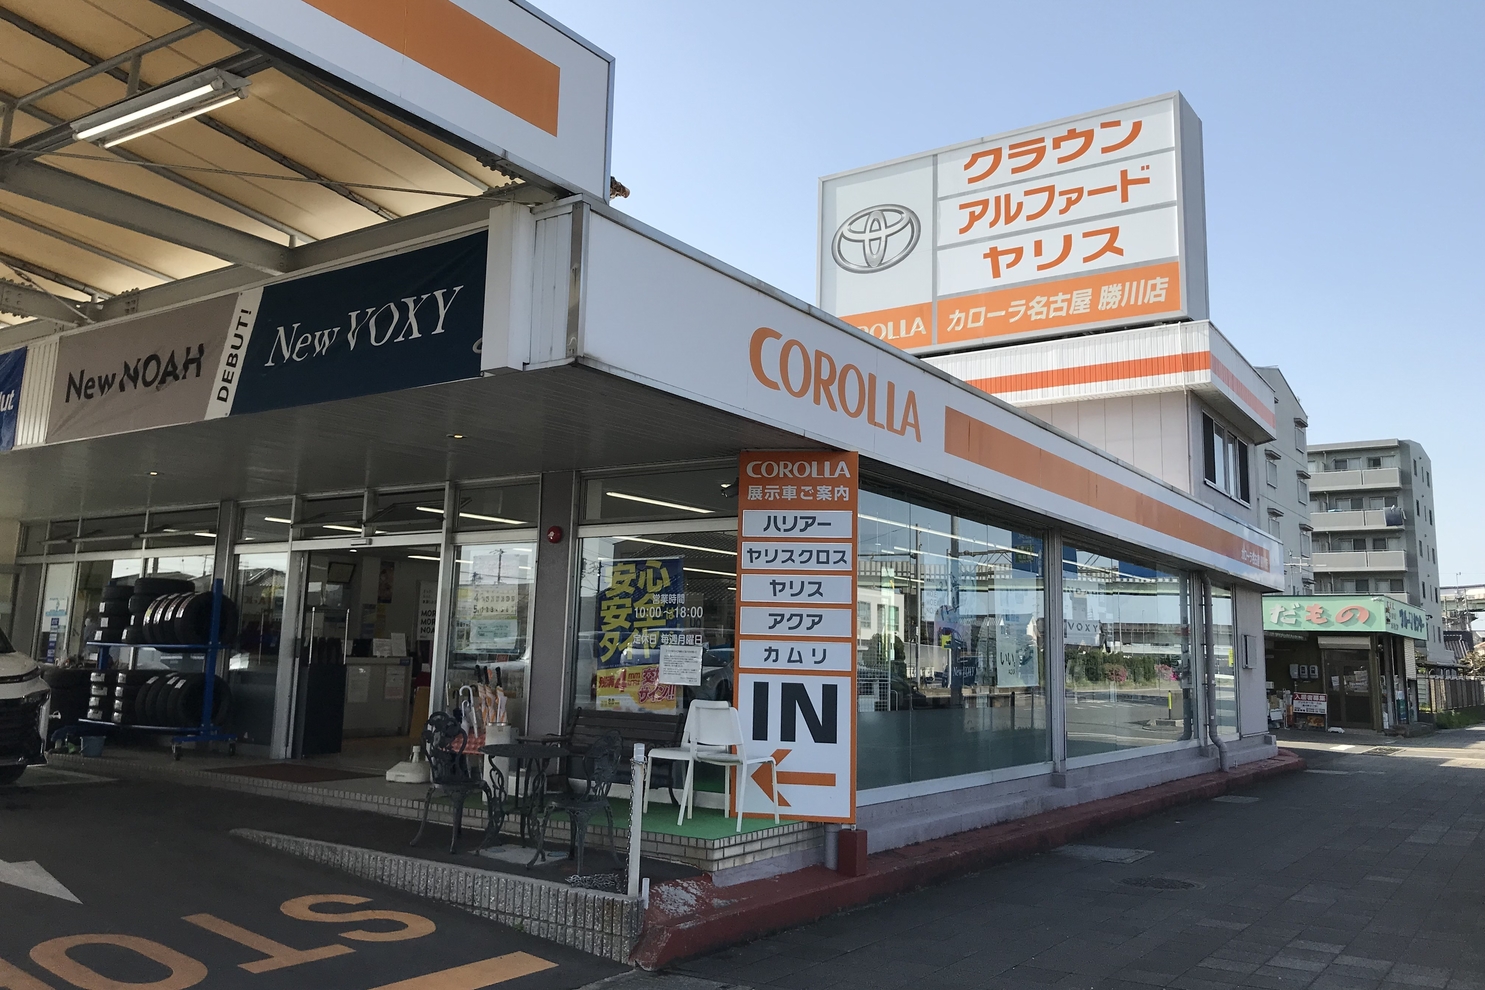 クラウン
アルファード
ヤリス
カローラ名古屋 勝川店
New NOAH
DEBUT!
New VOXY
COROLLA
COROLLA
展示車ご案内
ハリアー
ヤリスクロス
ヤリス
アクア
カムリ
IN
安心
安全
営業時間
10:00~18:00
定休日 毎週月曜日
だもの
STO